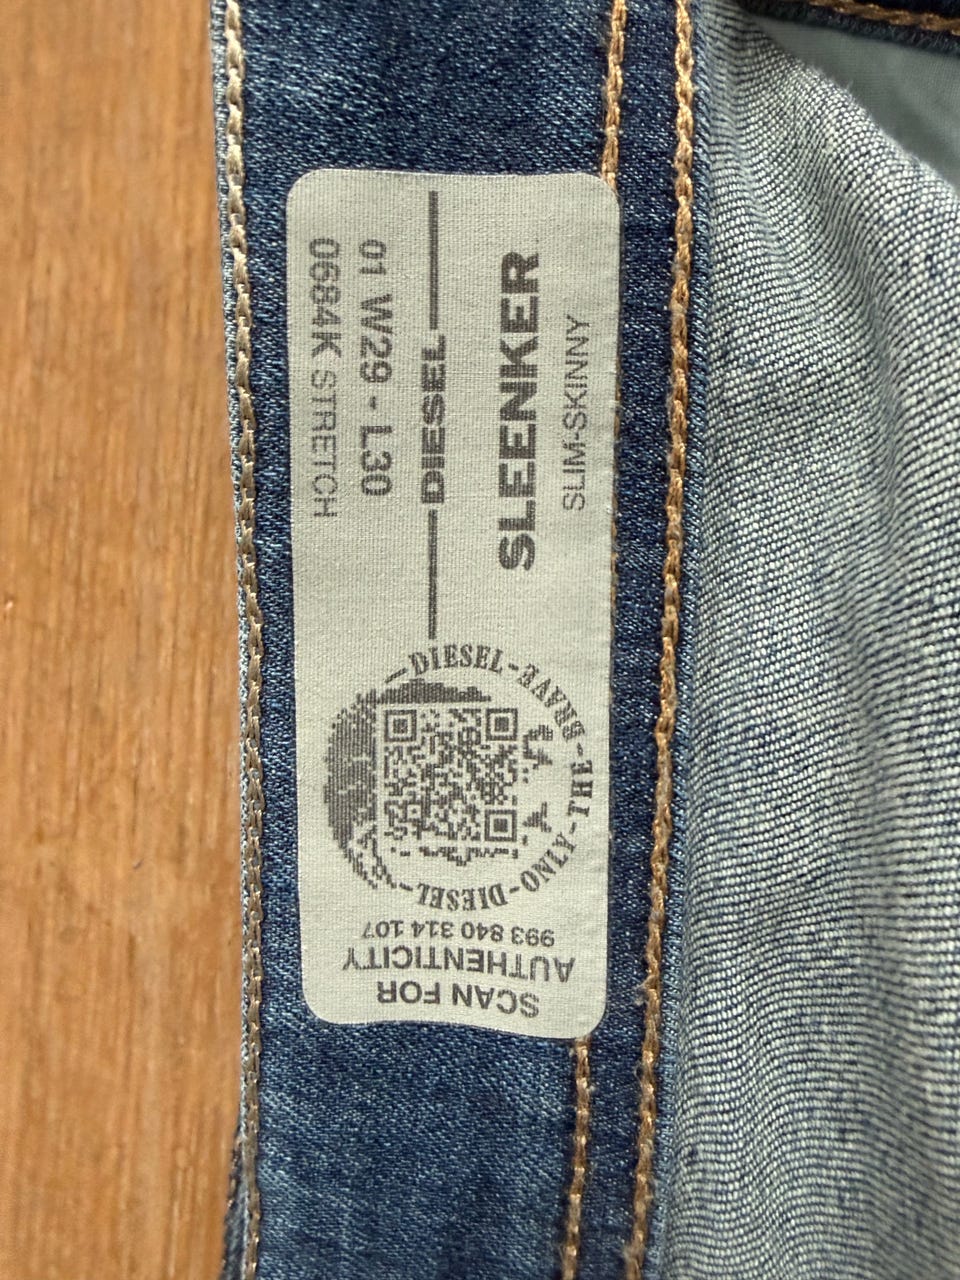 SLEENKER
SLIM-SKINNY
DIESEL
01 W29 - L30
0684K STRETCH
DIESEL-ONLY-THE-BRAVE-DIESEL
993 840 314 107
SCAN FOR
AUTHENTICITY